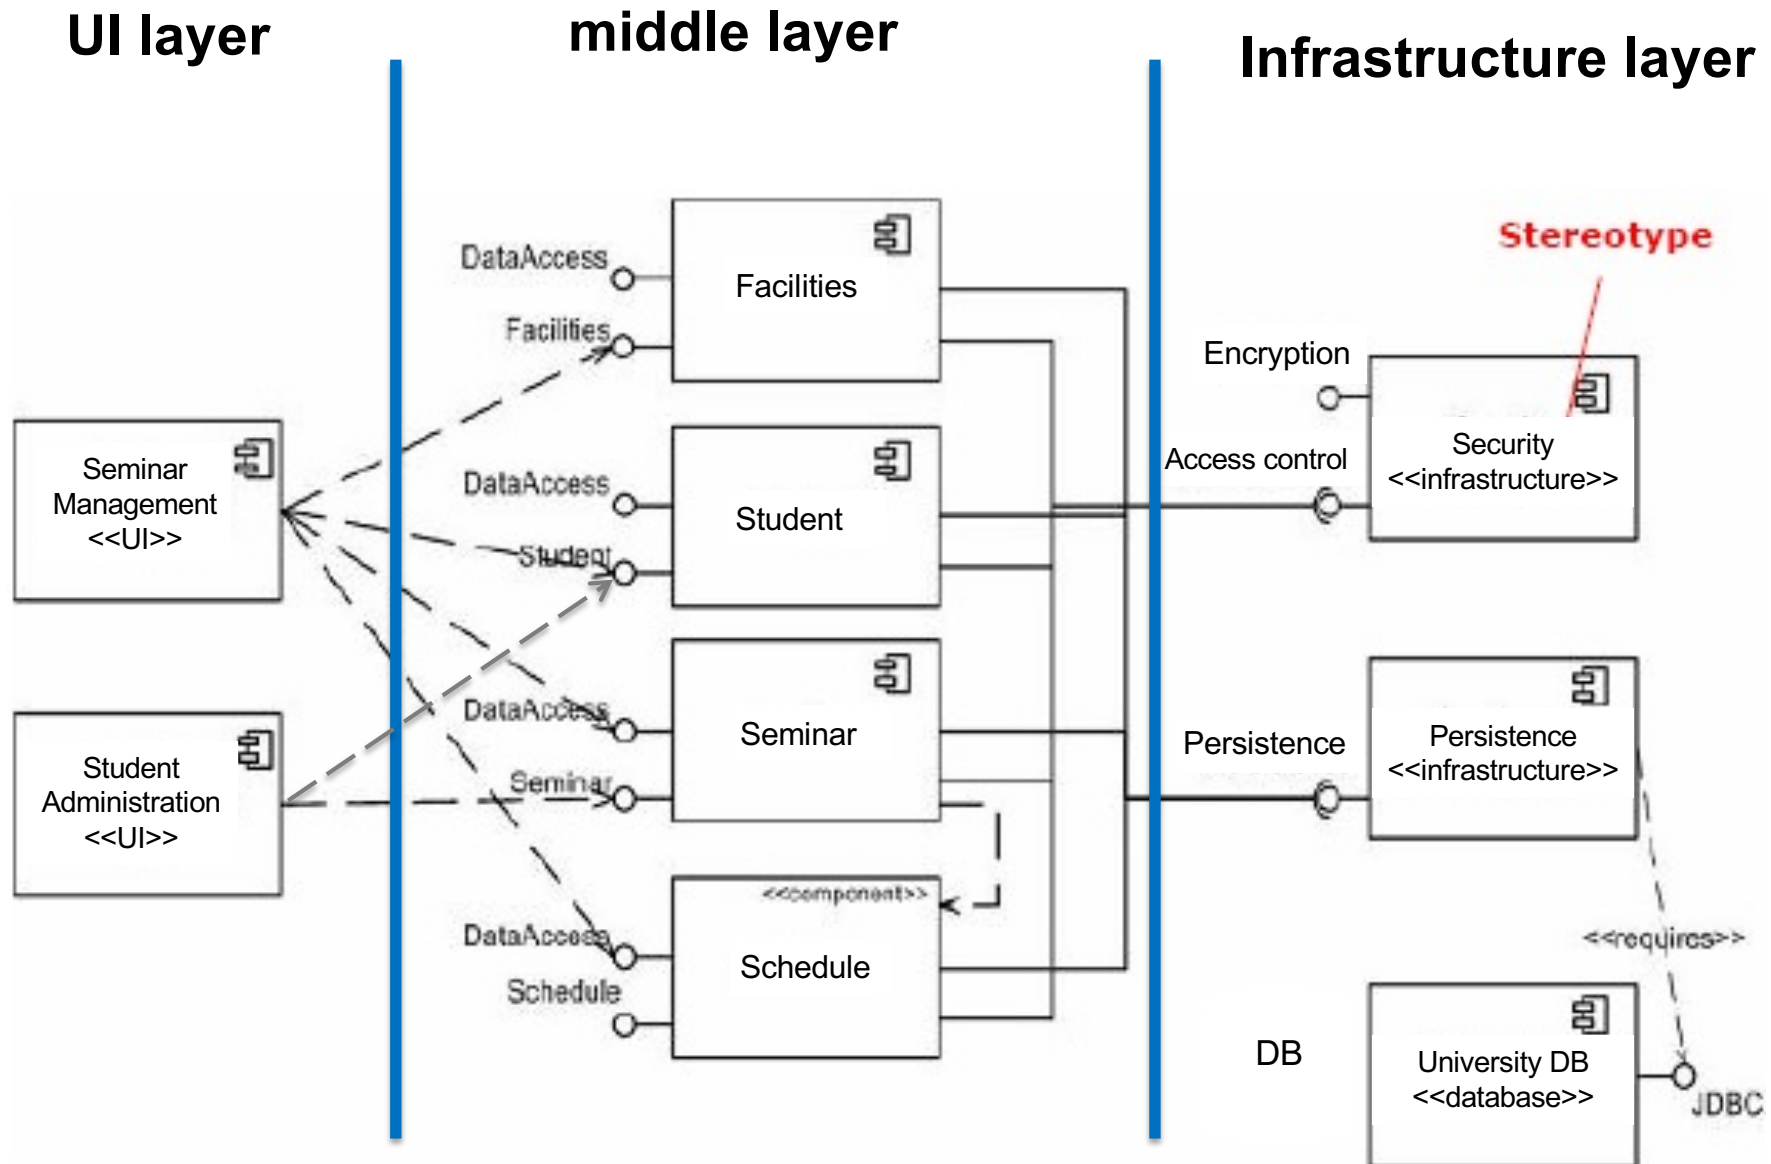 UI layer
middle layer
Infrastructure layer
Seminar
Management
<<UI>>
Student
Administration
<<UI>>
DataAccess
Facilities
Facilities
DataAccess
Student
Student
DataAccess
Seminar
Seminar
<<component>>
DataAccess
Schedule
Schedule
Stereotype
Encryption
Access control
Security
<<infrastructure>>
Persistence
Persistence
<<infrastructure>>
<<requires>>
DB
University DB
<<database>>
JDBC